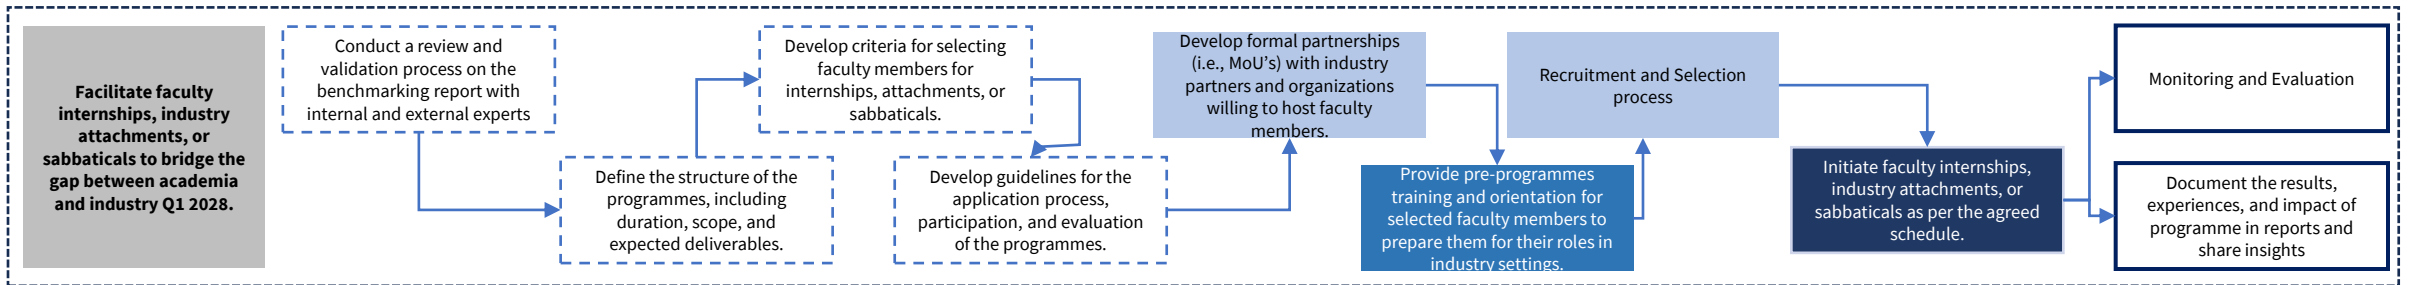 Facilitate faculty
internships, industry
attachments, or
sabbaticals to bridge the
gap between academia
and industry Q1 2028.
Conduct a review and
validation process on the
benchmarking report with
internal and external experts
Define the structure of the
programmes, including
duration, scope, and
expected deliverables.
Develop criteria for selecting
faculty members for
internships, attachments, or
sabbaticals.
Develop guidelines for the
application process,
participation, and evaluation
of the programmes.
Develop formal partnerships
(i.e., MoU's) with industry
partners and organizations
willing to host faculty
members.
Provide pre-programmes
training and orientation for
selected faculty members to
prepare them for their roles in
industry settings.
Recruitment and Selection
process
Initiate faculty internships,
industry attachments, or
sabbaticals as per the agreed
schedule.
Monitoring and Evaluation
Document the results,
experiences, and impact of
programme in reports and
share insights